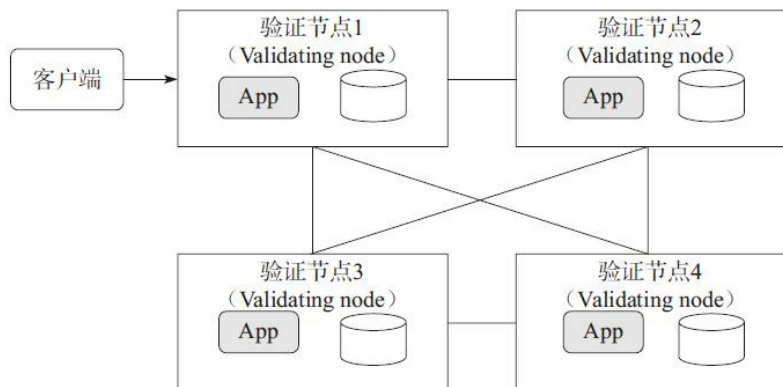 验证节点1
（Validating node）
App
验证节点2
（Validating node）
App
客户端
验证节点3
（Validating node）
App
验证节点4
（Validating node）
App